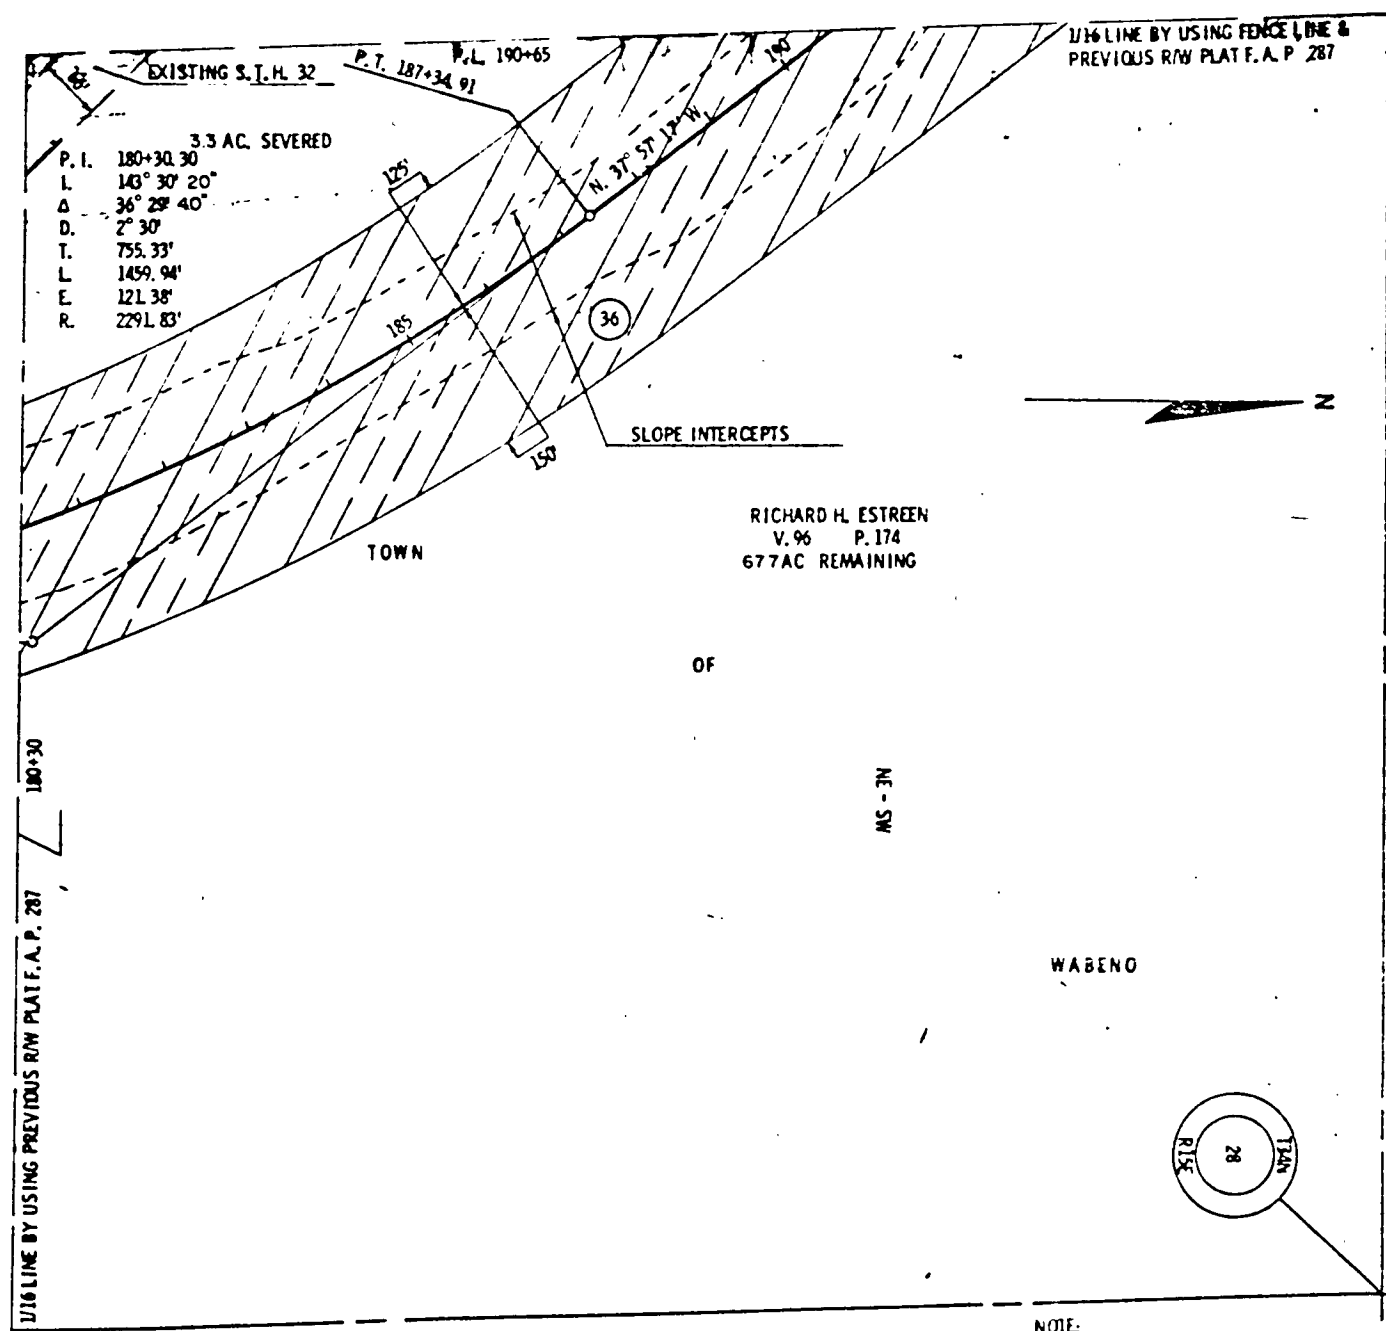 EXISTING S.T.H. 32
P.T. 187+34.91
P.L. 190+65
190
1/16 LINE BY USING FENCE LINE &
PREVIOUS R/W PLAT F.A.P 287
3.3 AC. SEVERED
P.I. 180+30.30
I. 143° 30' 20"
Δ 36° 29' 40"
D. 2° 30'
T. 755.33'
L 1459.94'
E. 121.38'
R. 2291.83'
125'
N. 37° 57' 17" W.
185
36
150'
SLOPE INTERCEPTS
N
RICHARD H. ESTREEN
V. 96 P. 174
677AC REMAINING
TOWN
OF
180+30
NE - SW
1/16 LINE BY USING PREVIOUS R/W PLAT F.A.P. 287
WABENO
T34N
28
R15E
NOTE: